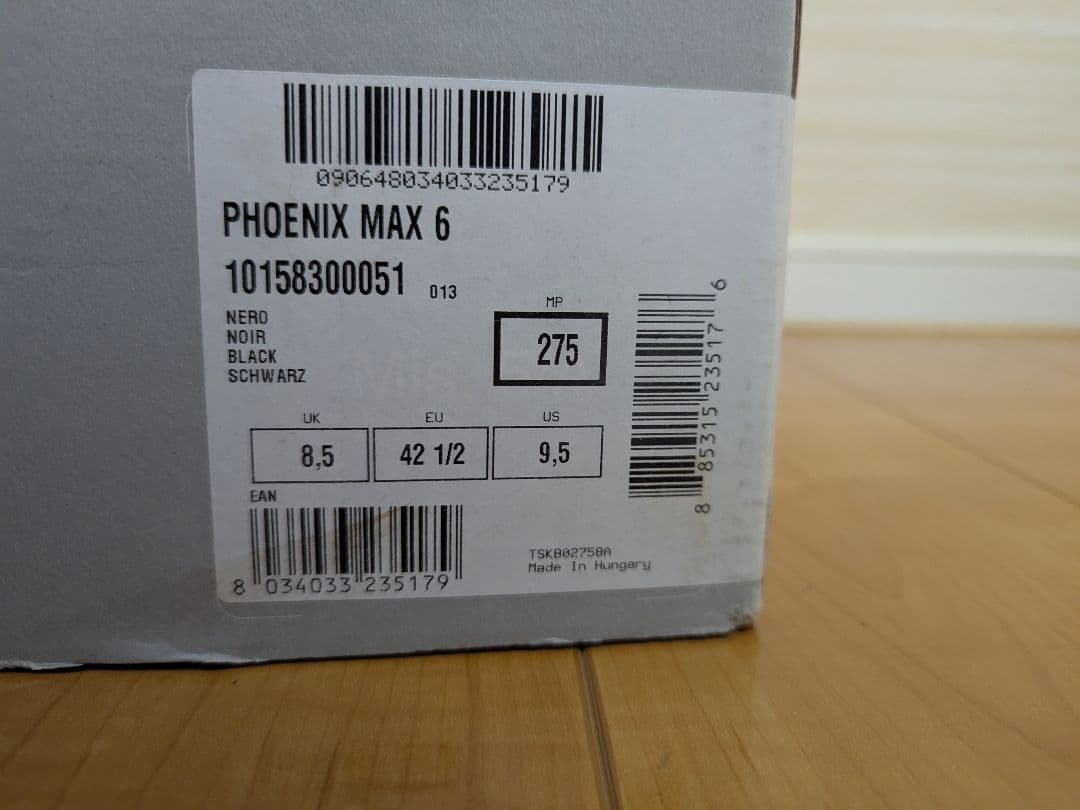 090648034033235179
PHOENIX MAX 6
10158300051 013
NERO
NOIR
BLACK
SCHWARZ
MP
275
UK EU US
8,5 42 1/2 9,5
EAN
8 034033 235179
TSKB02758A
Made In Hungary
8 85315 23517 6